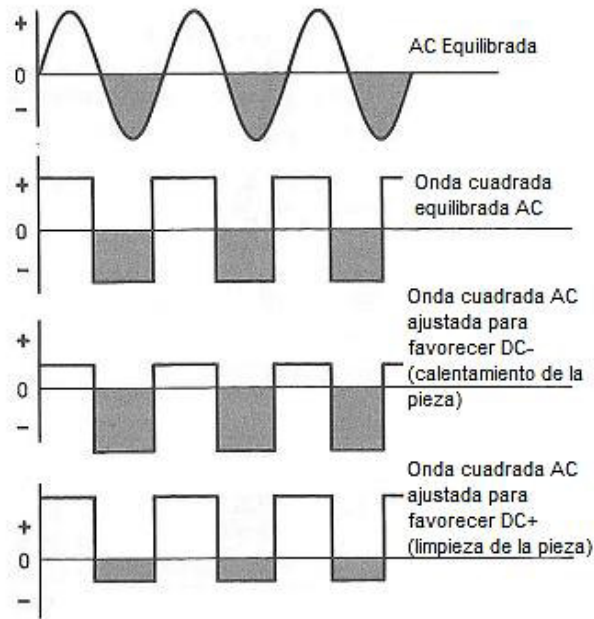 +
AC Equilibrada
0
−
+
Onda cuadrada
equilibrada AC
0
−
Onda cuadrada AC
ajustada para
favorecer DC-
(calentamiento de la
pieza)
+
0
−
Onda cuadrada AC
ajustada para
favorecer DC+
(limpieza de la pieza)
+
0
−